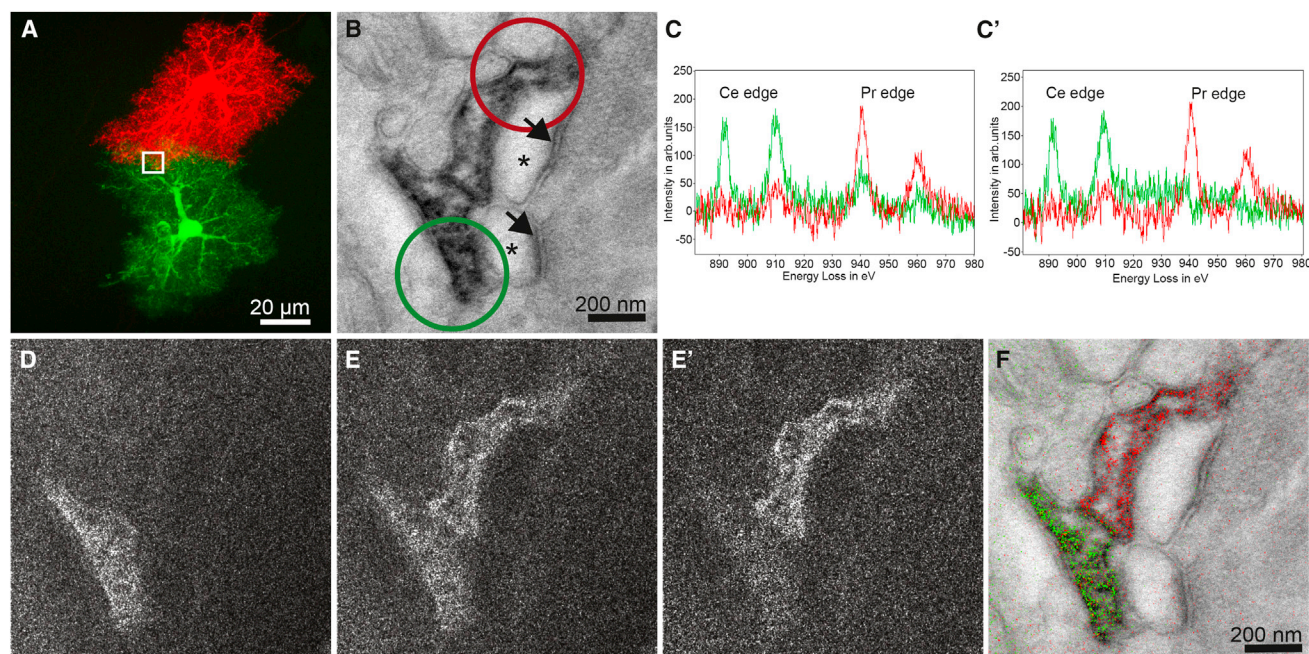 A
20 µm
B
*
*
200 nm
C
Ce edge
Pr edge
Intensity in arb.units
250
200
150
100
50
0
-50
890 900 910 920 930 940 950 960 970 980
Energy Loss in eV
C’
Ce edge
Pr edge
Intensity in arb.units
250
200
150
100
50
0
-50
890 900 910 920 930 940 950 960 970 980
Energy Loss in eV
D
E
E’
F
200 nm